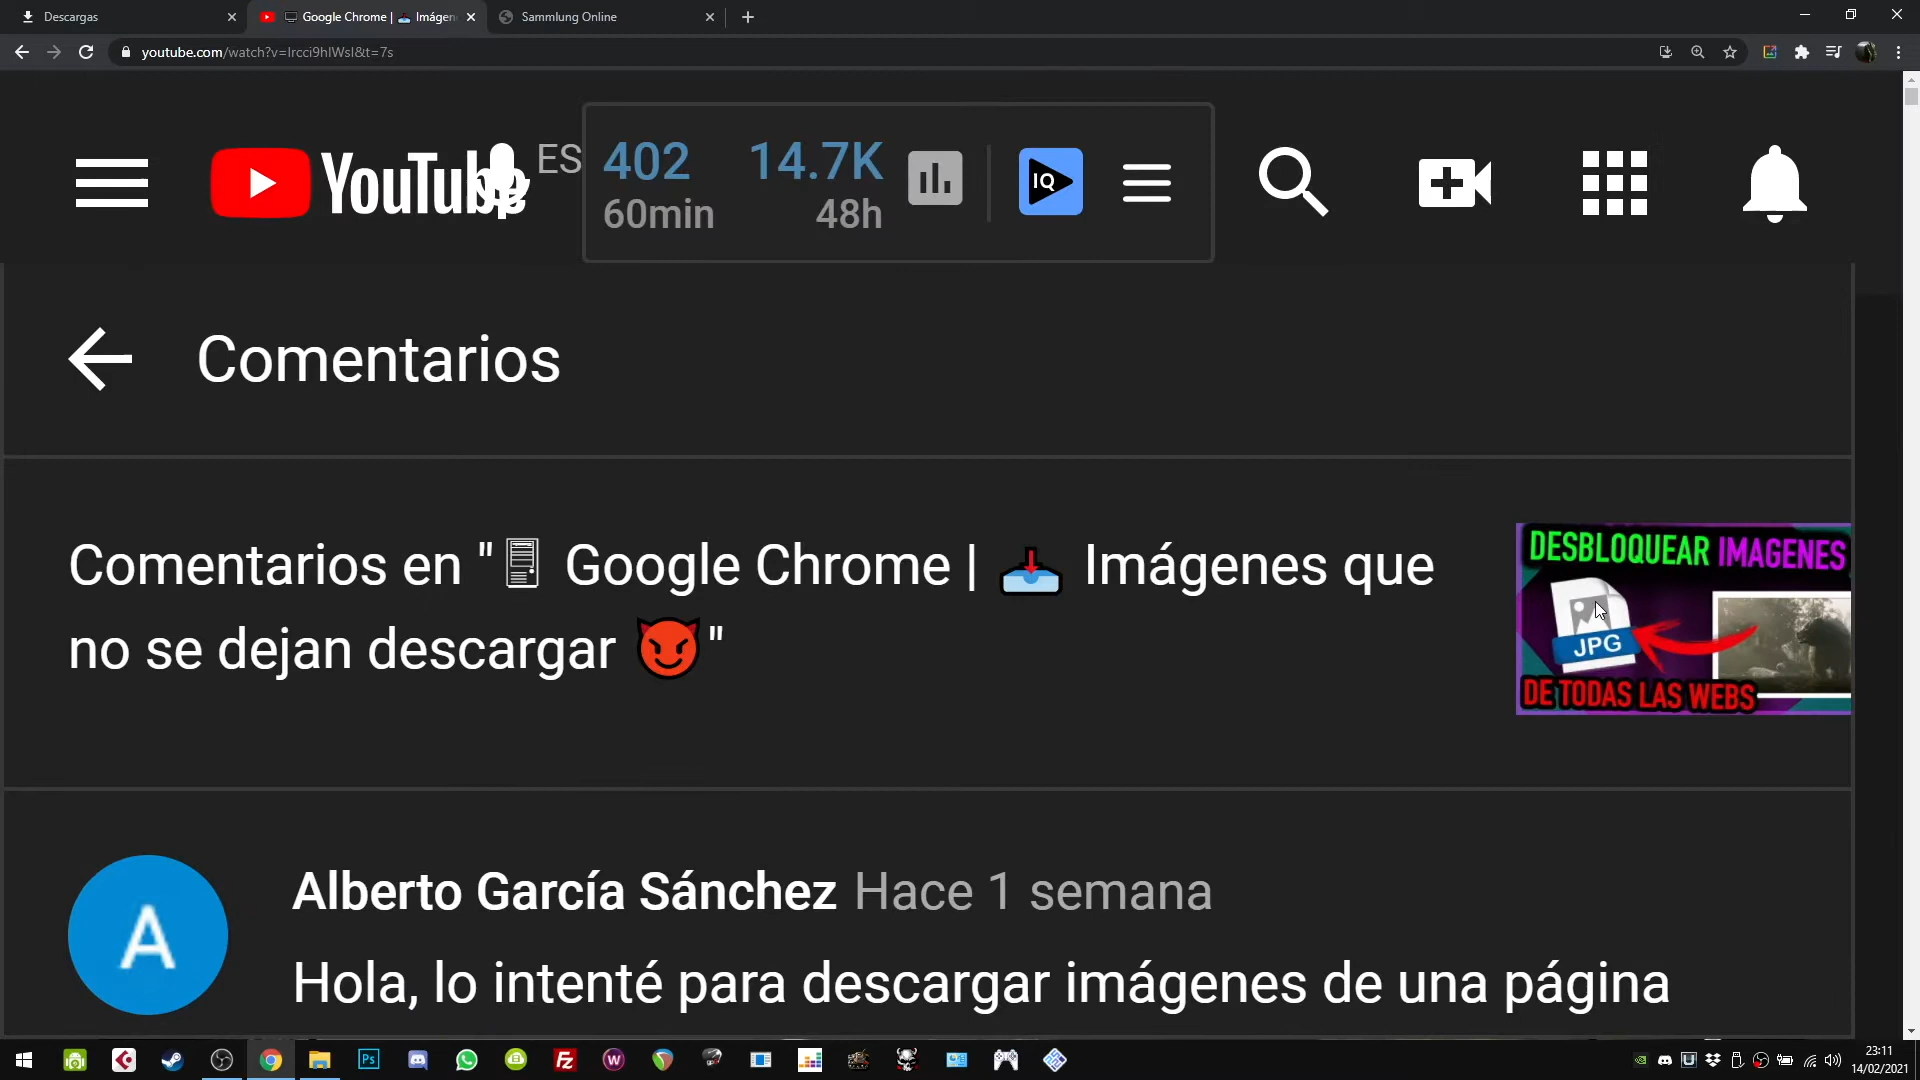 Descargas
Google Chrome | Imágen
Sammlung Online
youtube.com/watch?v=Ircci9hIWsI&t=7s
YouTube ES
402 14.7K
60min 48h
IQ
Comentarios
Comentarios en " Google Chrome | Imágenes que
no se dejan descargar "
DESBLOQUEAR IMAGENES
JPG
DE TODAS LAS WEBS
A
Alberto García Sánchez Hace 1 semana
Hola, lo intenté para descargar imágenes de una página
Ps
FZ
W
23:11
14/02/2021